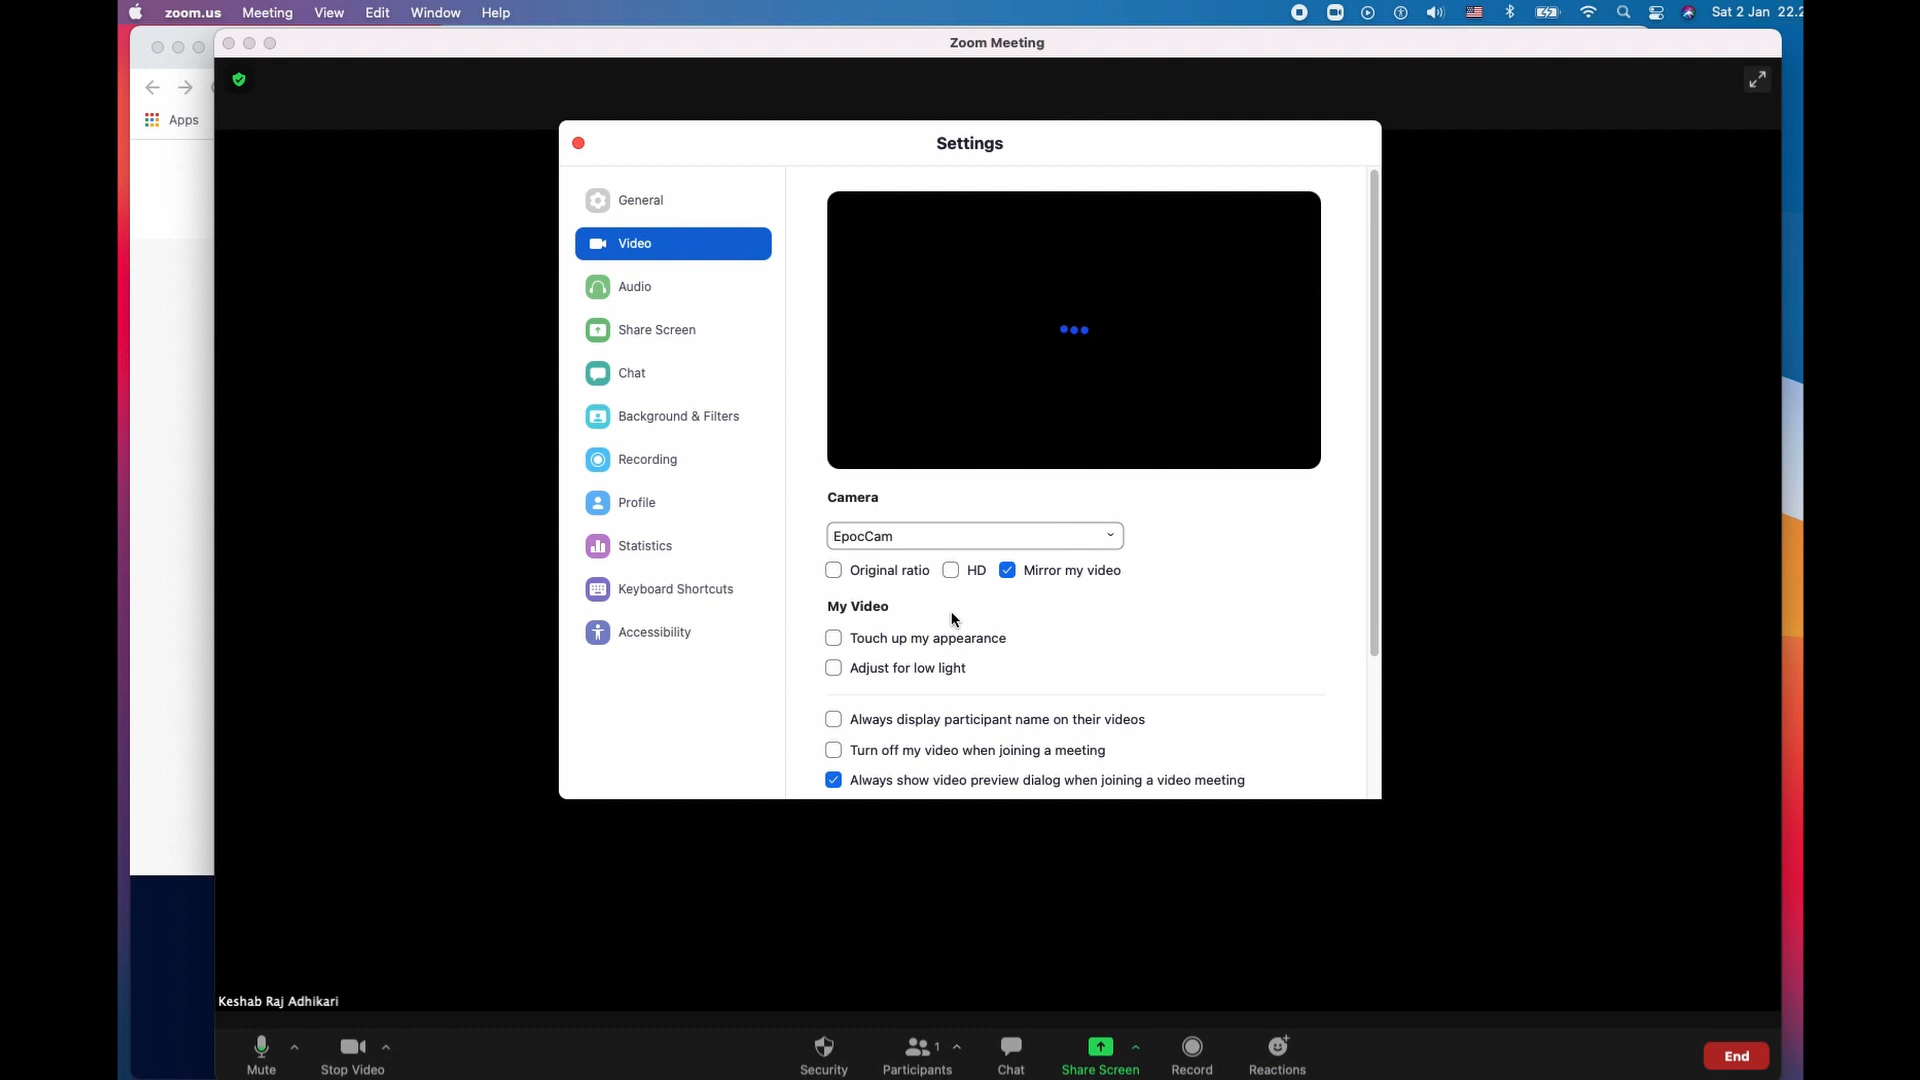 zoom.us Meeting View Edit Window Help Sat 2 Jan 22.2
Zoom Meeting
Apps
Settings
General
Video
Audio
Share Screen
Chat
Background & Filters
Recording
Profile
Statistics
Keyboard Shortcuts
Accessibility
Camera
EpocCam
Original ratio HD Mirror my video
My Video
Touch up my appearance
Adjust for low light
Always display participant name on their videos
Turn off my video when joining a meeting
Always show video preview dialog when joining a video meeting
Keshab Raj Adhikari
1
Mute Stop Video Security Participants Chat Share Screen Record Reactions End